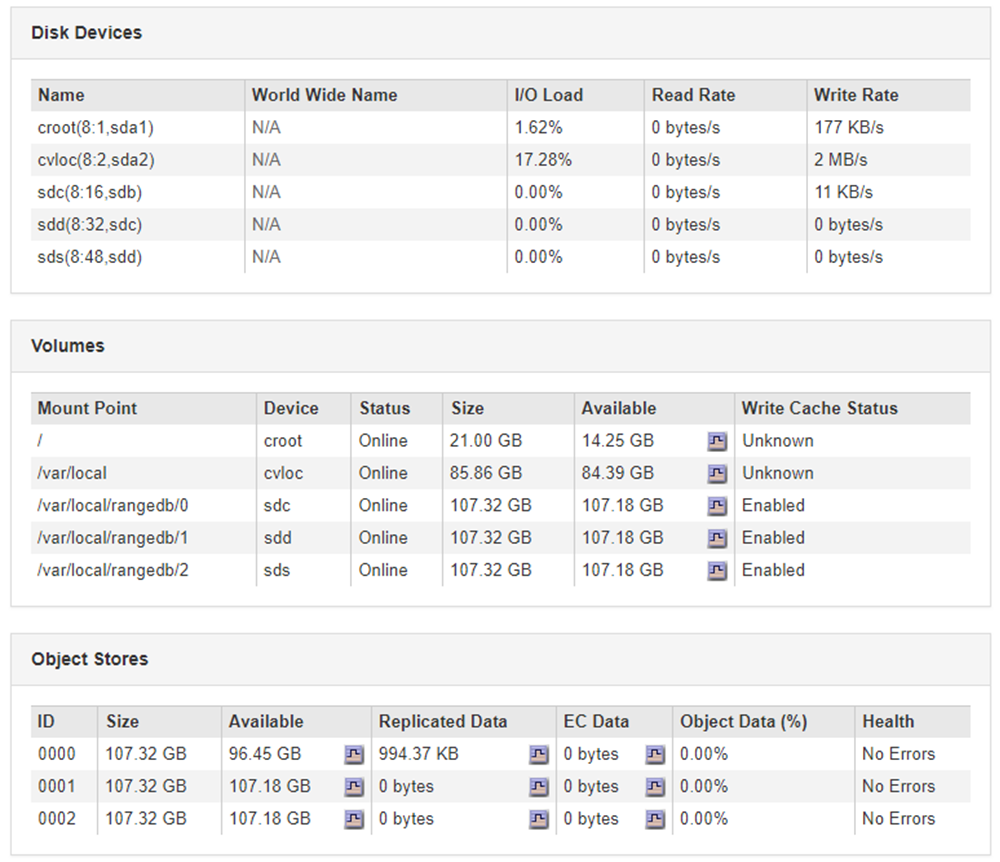 Disk Devices
Name World Wide Name I/O Load Read Rate Write Rate
croot(8:1,sda1) N/A 1.62% 0 bytes/s 177 KB/s
cvloc(8:2,sda2) N/A 17.28% 0 bytes/s 2 MB/s
sdc(8:16,sdb) N/A 0.00% 0 bytes/s 11 KB/s
sdd(8:32,sdc) N/A 0.00% 0 bytes/s 0 bytes/s
sds(8:48,sdd) N/A 0.00% 0 bytes/s 0 bytes/s
Volumes
Mount Point Device Status Size Available Write Cache Status
/ croot Online 21.00 GB 14.25 GB Unknown
/var/local cvloc Online 85.86 GB 84.39 GB Unknown
/var/local/rangedb/0 sdc Online 107.32 GB 107.18 GB Enabled
/var/local/rangedb/1 sdd Online 107.32 GB 107.18 GB Enabled
/var/local/rangedb/2 sds Online 107.32 GB 107.18 GB Enabled
Object Stores
ID Size Available Replicated Data EC Data Object Data (%) Health
0000 107.32 GB 96.45 GB 994.37 KB 0 bytes 0.00% No Errors
0001 107.32 GB 107.18 GB 0 bytes 0 bytes 0.00% No Errors
0002 107.32 GB 107.18 GB 0 bytes 0 bytes 0.00% No Errors